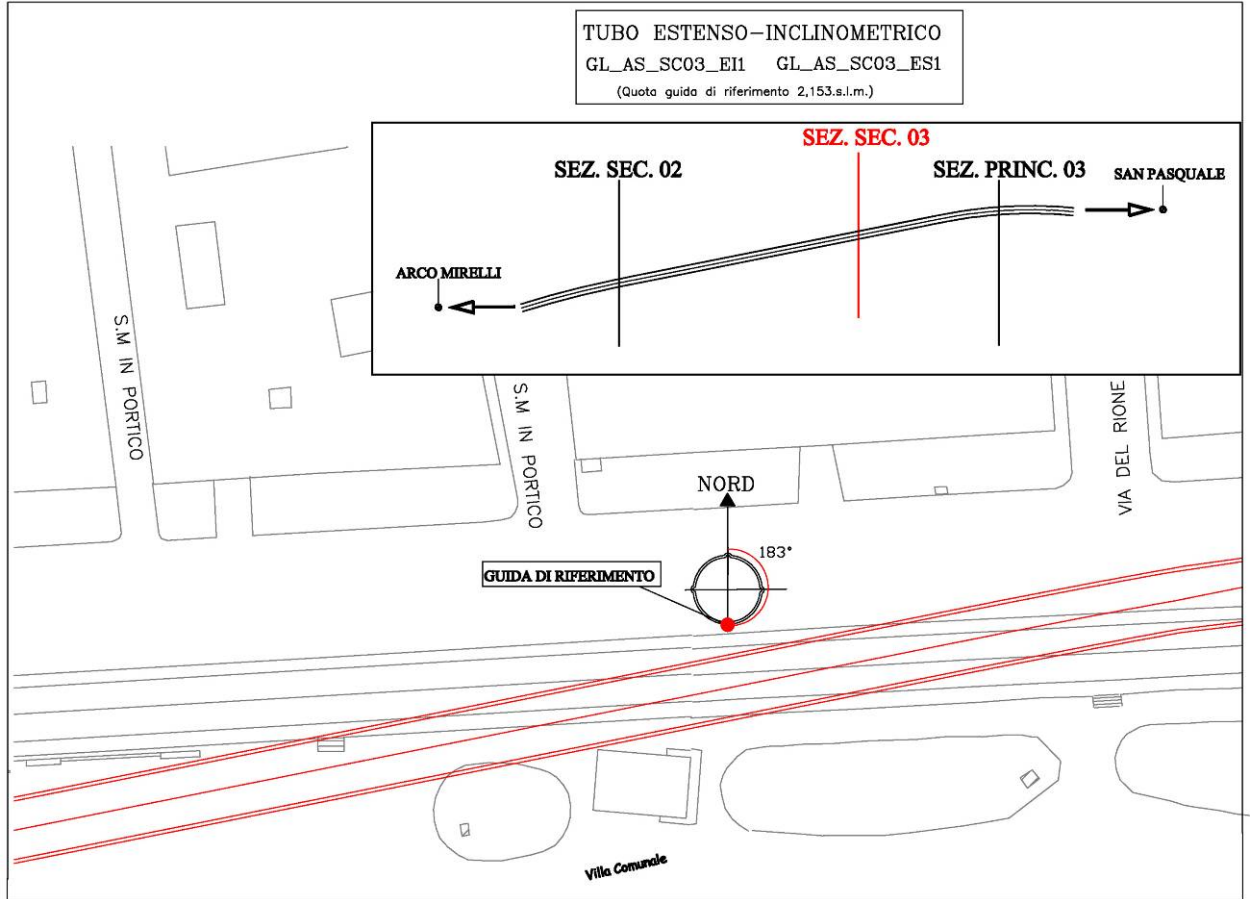 TUBO ESTENSO-INCLINOMETRICO
GL_AS_SC03_EI1 GL_AS_SC03_ES1
(Quota guida di riferimento 2,153.s.l.m.)
SEZ. SEC. 03
SEZ. SEC. 02
SEZ. PRINC. 03
SAN PASQUALE
ARCO MIRELLI
S.M IN PORTICO
S.M IN PORTICO
VIA DEL RIONE
NORD
183°
GUIDA DI RIFERIMENTO
Villa Comunale